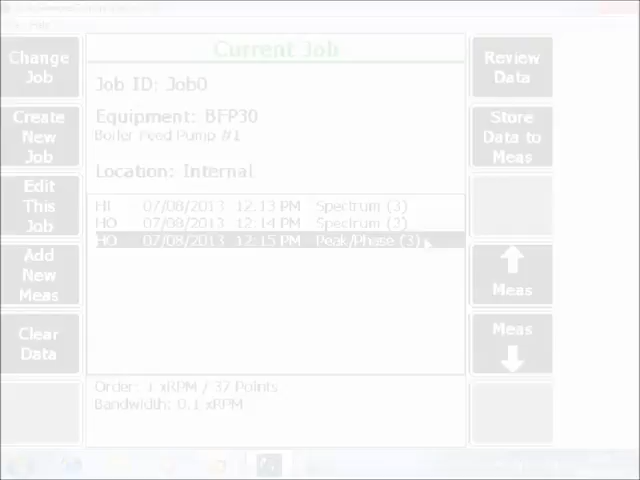 Current Job
Change
Job
Create
New
Job
Edit
This
Job
Add
New
Meas
Clear
Data
Job ID: Job0
Equipment: BFP30
Boiler Feed Pump #1
Location: Internal
HI 07/08/2013 12:13 PM Spectrum (3)
HO 07/08/2013 12:14 PM Spectrum (3)
HO 07/08/2013 12:15 PM Peak/Phase (3)
Order: 1 xRPM / 37 Points
Bandwidth: 0.1 xRPM
Review
Data
Store
Data to
Meas
Meas
Meas